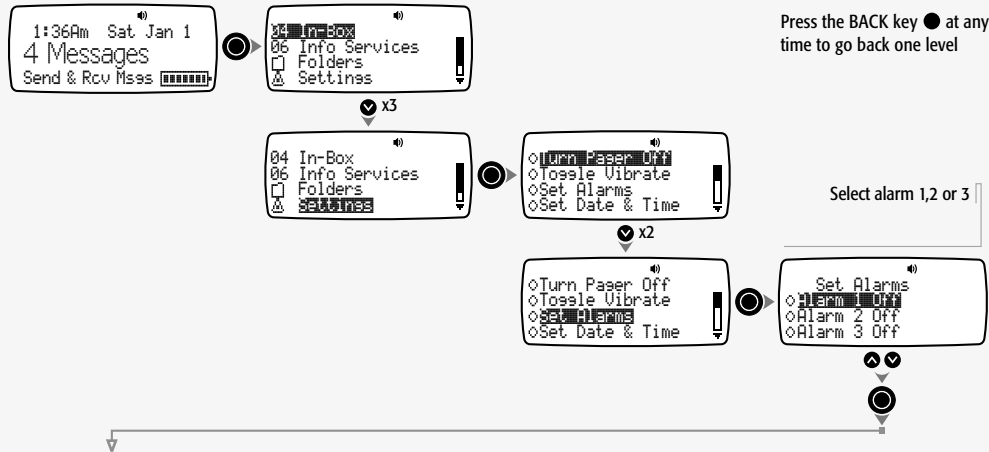 1:36Am Sat Jan 1
4 Messages
Send & Rcv Msgs
04 In-Box
06 Info Services
Folders
Settings
Press the BACK key ● at any
time to go back one level
x3
04 In-Box
06 Info Services
Folders
Settings
◇Turn Pager Off
◇Toggle Vibrate
◇Set Alarms
◇Set Date & Time
Select alarm 1,2 or 3
x2
◇Turn Pager Off
◇Toggle Vibrate
◇Set Alarms
◇Set Date & Time
Set Alarms
◇Alarm 1 Off
◇Alarm 2 Off
◇Alarm 3 Off